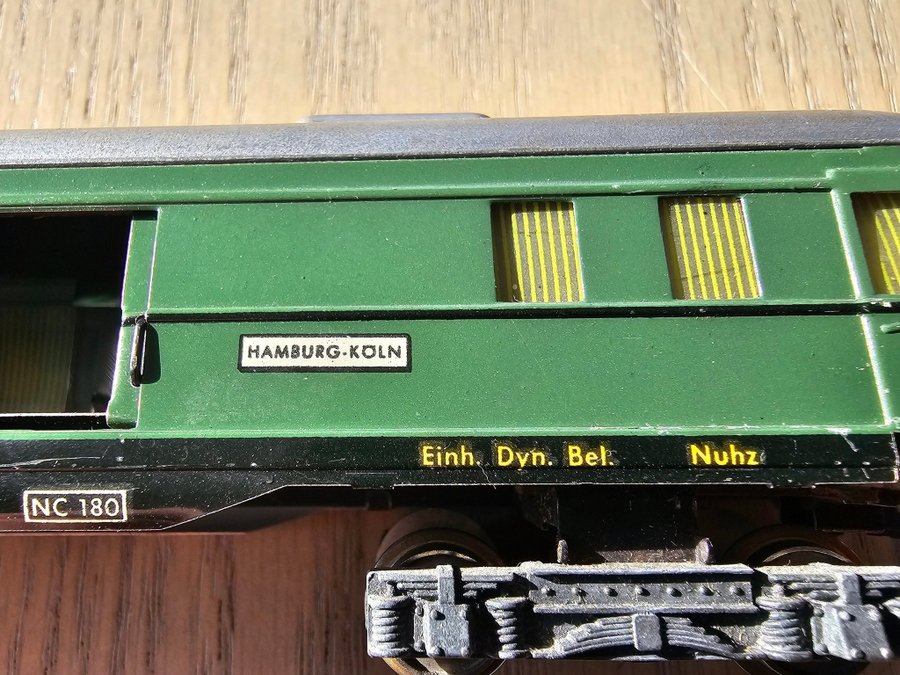 HAMBURG-KÖLN
Einh. Dyn. Bel. Nuhz
NC 180